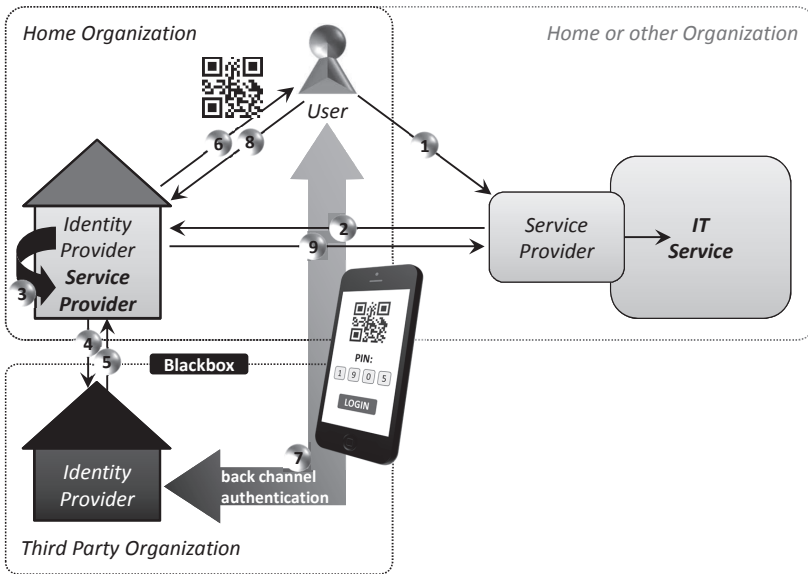 Home Organization
Home or other Organization
User
6
8
1
Identity
Provider
Service
Provider
3
2
9
Service
Provider
IT
Service
4
5
Blackbox
PIN:
1 9 0 5
LOGIN
7
back channel
authentication
Identity
Provider
Third Party Organization